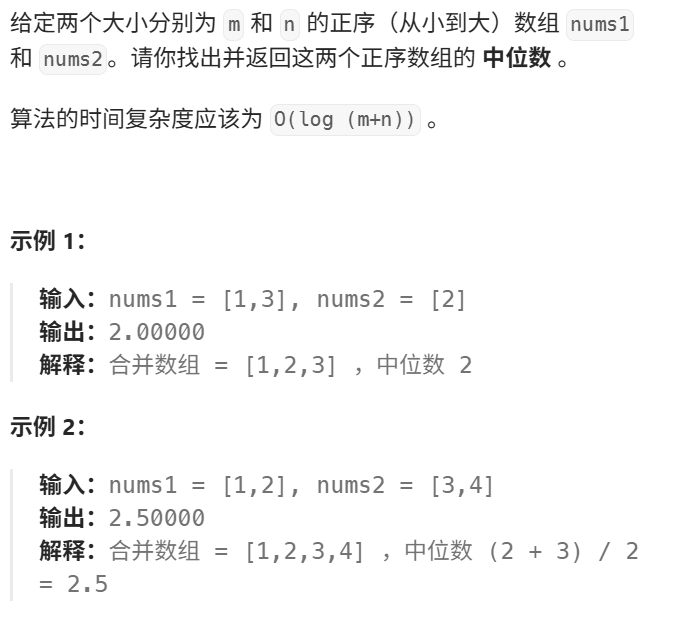 给定两个大小分别为 m 和 n 的正序（从小到大）数组 nums1
和 nums2。请你找出并返回这两个正序数组的 中位数 。
算法的时间复杂度应该为 O(log (m+n)) 。
示例 1：
输入：nums1 = [1,3], nums2 = [2]
输出：2.00000
解释：合并数组 = [1,2,3] ，中位数 2
示例 2：
输入：nums1 = [1,2], nums2 = [3,4]
输出：2.50000
解释：合并数组 = [1,2,3,4] ，中位数 (2 + 3) / 2
= 2.5